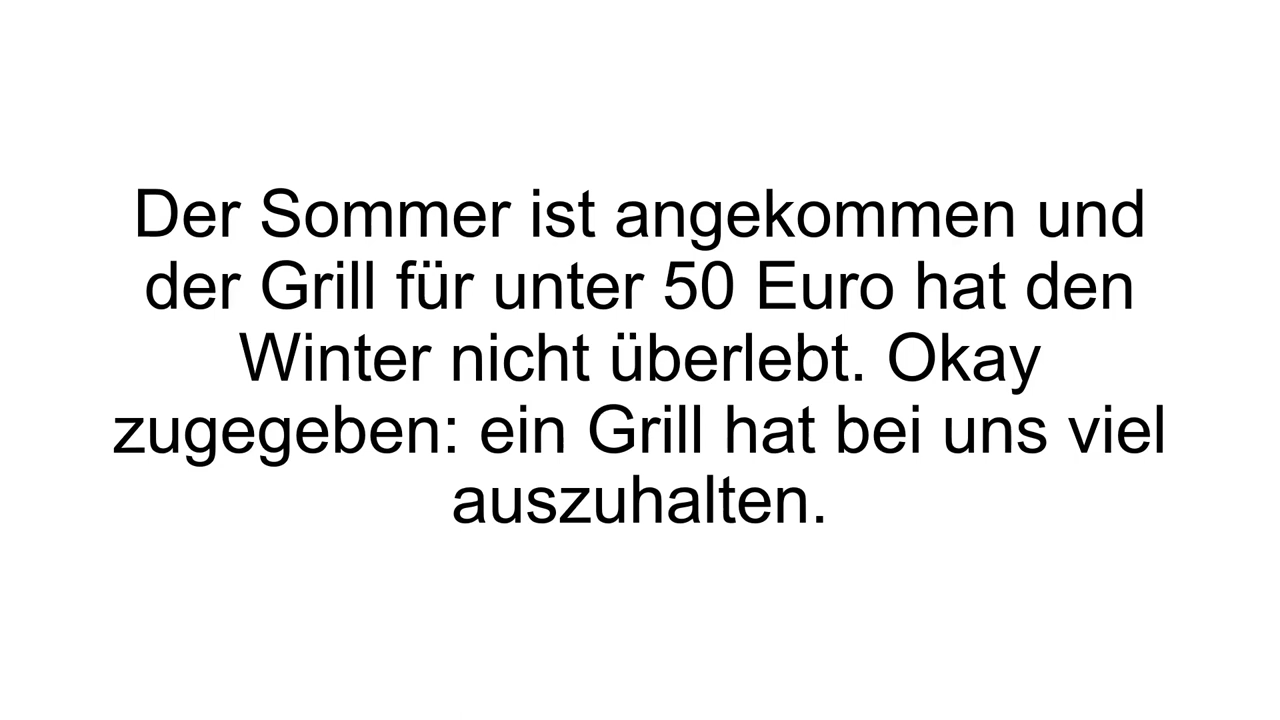 Der Sommer ist angekommen und
der Grill für unter 50 Euro hat den
Winter nicht überlebt. Okay
zugegeben: ein Grill hat bei uns viel
auszuhalten.